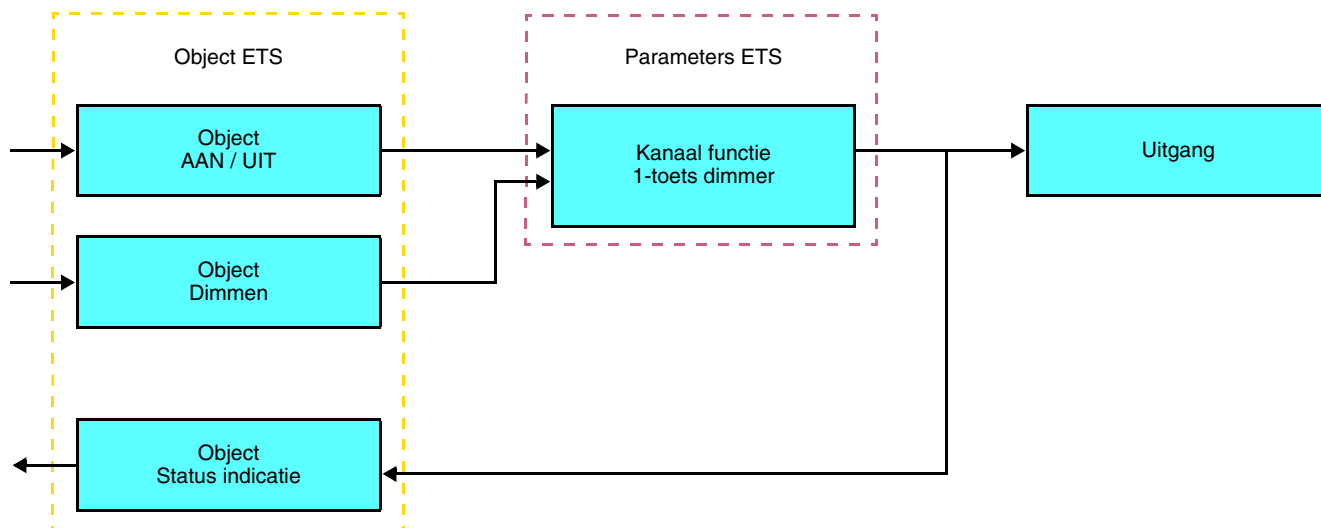 Object ETS
Parameters ETS
Object
AAN / UIT
Kanaal functie
1-toets dimmer
Uitgang
Object
Dimmen
Object
Status indicatie